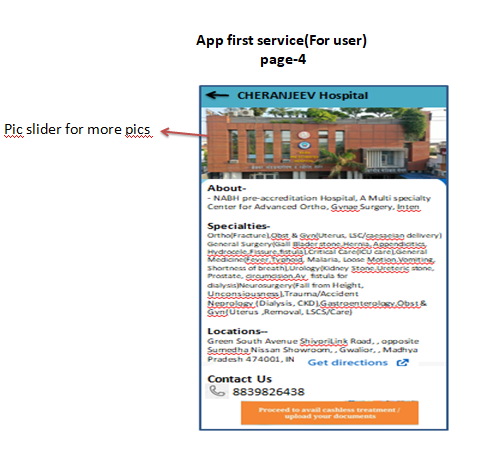 App first service(For user)
page-4
CHERANJEEV Hospital
Pic slider for more pics
About-
- NABH pre-accreditation Hospital, A Multi specialty
Center for Advanced Ortho, Gynae Surgery, Inten
Specialties-
Ortho(Fracture),Obst & Gyn(Uterus, LSC/caesaeian delivery)
General Surgery(Gall Blader stone,Hernia, Appendicitis,
Hydrocele,Fissure,fistula),Critical Care(ICU care),General
Medicine(Fever,Typhoid, Malaria, Loose Motion,Vomiting,
Shortness of breath),Urology(Kidney Stone,Ureteric stone,
Prostate, circumcision,Av, fistula for
dialysis)Neurosurgery(Fall from Height,
Unconsiousness),Trauma/Accident
Neprology (Dialysis, CKD),Gastroenterology,Obst &
Gyn(Uterus ,Removal, LSCS/Care)
Locations--
Green South Avenue ShivpriLink Road, , opposite
Sumedha Nissan Showroom, , Gwalior, , Madhya
Pradesh 474001, IN
Get directions
Contact Us
8839826438
Proceed to avail cashless treatment /
upload your documents